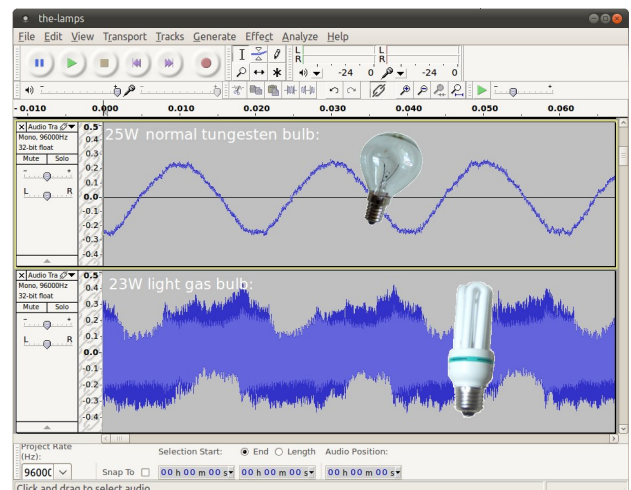 the-lamps
File Edit View Transport Tracks Generate Effect Analyze Help
L
R
-24 0
L
R
-24 0
- 0.010 0.000 0.010 0.020 0.030 0.040 0.050 0.060
X Audio Tra
Mono, 96000Hz
32-bit float
Mute Solo
- +
L R
0.5
0.4
0.3
0.2
0.1
0.0
-0.1
-0.2
-0.3
-0.4
25W normal tungesten bulb:
X Audio Tra
Mono, 96000Hz
32-bit float
Mute Solo
- +
L R
0.5
0.4
0.3
0.2
0.1
0.0
-0.1
-0.2
-0.3
-0.4
23W light gas bulb:
Project Rate (Hz):
Selection Start: End Length Audio Position:
9600 Snap To 00 h 00 m 00 s 00 h 00 m 00 s 00 h 00 m 00 s
Click and drag to select audio